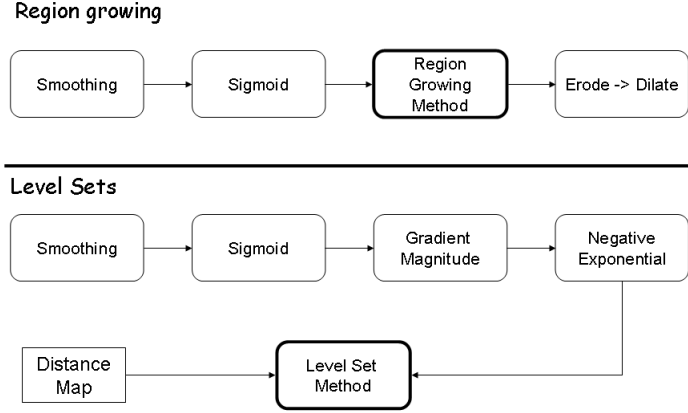 Region growing
Smoothing
Sigmoid
Region
Growing
Method
Erode -> Dilate
Level Sets
Smoothing
Sigmoid
Gradient
Magnitude
Negative
Exponential
Distance
Map
Level Set
Method